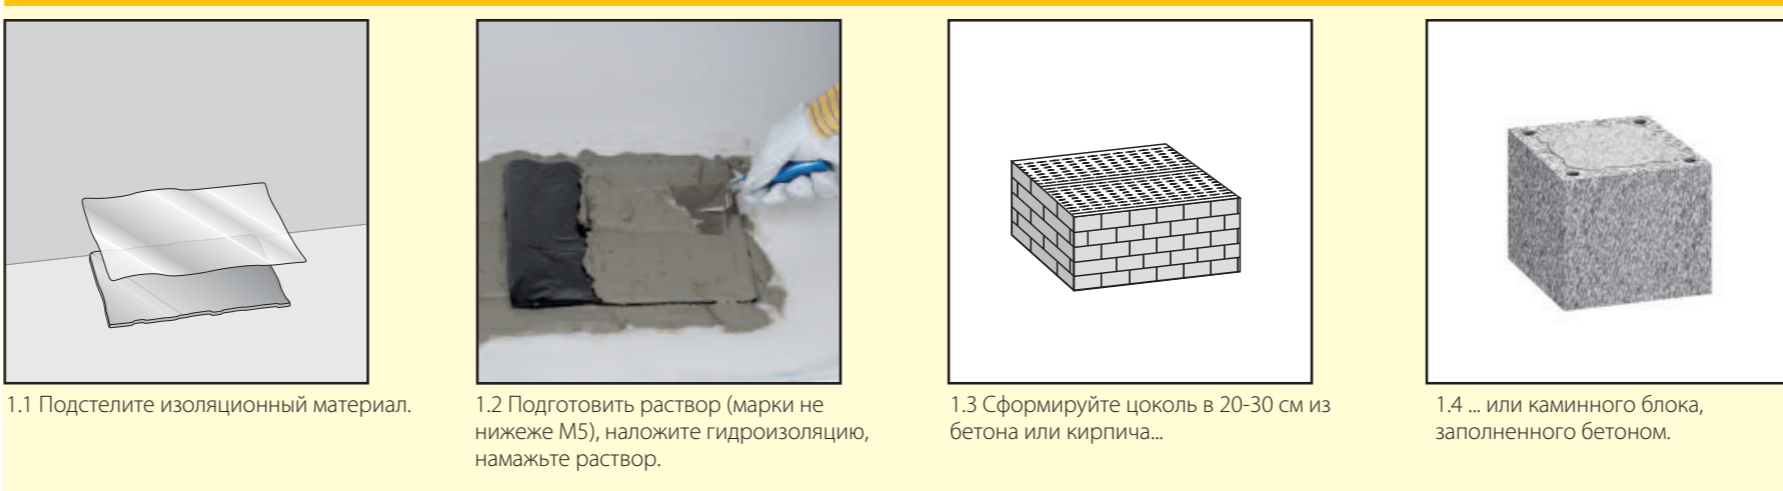 1.1 Подстелите изоляционный материал.
1.2 Подготовить раствор (марки не
нижеже М5), наложите гидроизоляцию,
намажьте раствор.
1.3 Сформируйте цоколь в 20-30 см из
бетона или кирпича...
1.4 ... или каминного блока,
заполненного бетоном.